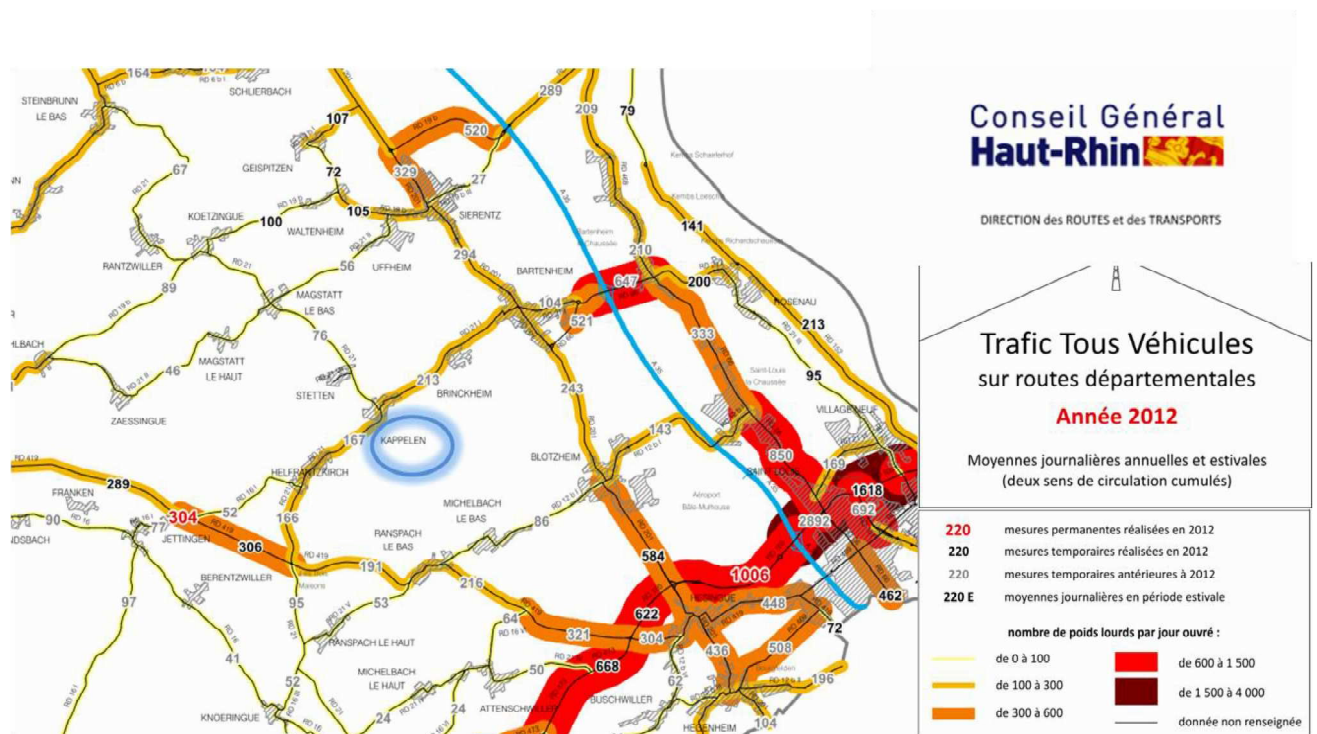 Conseil Général
Haut-Rhin
DIRECTION des ROUTES et des TRANSPORTS
Trafic Tous Véhicules
sur routes départementales
Année 2012
Moyennes journalières annuelles et estivales
(deux sens de circulation cumulés)
220 mesures permanentes réalisées en 2012
220 mesures temporaires réalisées en 2012
220 mesures temporaires antérieures à 2012
220 E moyennes journalières en période estivale
nombre de poids lourds par jour ouvré :
de 0 à 100
de 100 à 300
de 300 à 600
de 600 à 1 500
de 1 500 à 4 000
donnée non renseignée
164
SCHLIERBACH
STEINBRUNN
LE BAS
107
520
289
209
79
GEISPITZEN
67
72
329
27
Kembs Schaeferhof
Kembs Loechlé
KOETZINGUE
100
105
SIERENTZ
WALTENHEIM
141
RANTZWILLER
UFFHEIM
56
294
210
89
MAGSTATT
LE BAS
BARTENHEIM
104
647
200
ROSENAU
521
213
76
333
MAGSTATT
LE HAUT
46
STETTEN
213
BRINCKHEIM
243
95
ZAESSINGUE
VILLAGE NEUF
167
KAPPELEN
143
850
169
BLOTZHEIM
HELFRANTZKIRCH
289
FRANKEN
52
304
MICHELBACH
LE BAS
1618
692
90
77
JETTINGEN
166
86
Aéroport
Bâle-Mulhouse
2892
306
RD 419
RANSPACH
LE BAS
584
191
1006
BERENTZWILLER
216
462
97
95
53
64
622
448
72
RANSPACH LE HAUT
321
304
508
41
436
MICHELBACH
LE HAUT
50
668
52
62
196
BUSCHWILLER
24
24
ATTENSCHWILLER
KNOERINGUE
104
HEGENHEIM